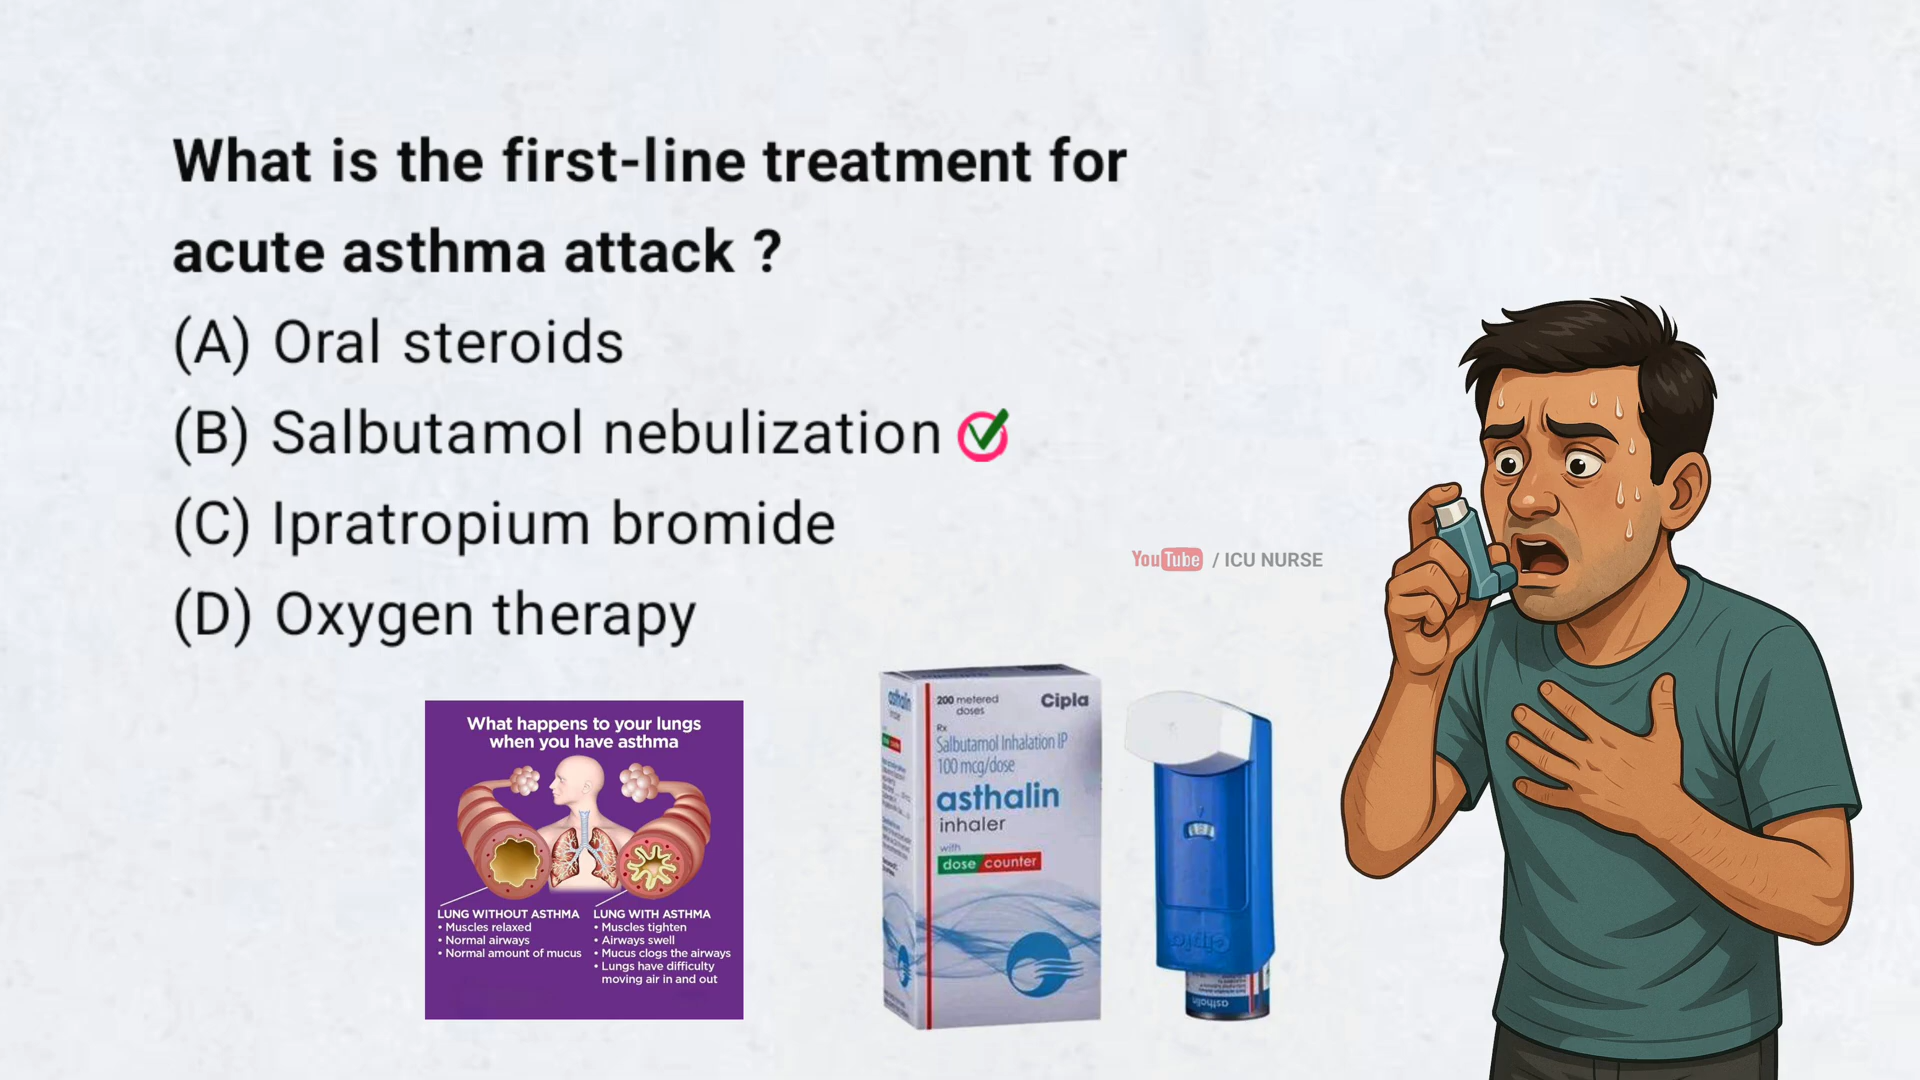 What is the first-line treatment for
acute asthma attack ?
(A) Oral steroids
(B) Salbutamol nebulization
(C) Ipratropium bromide
(D) Oxygen therapy
YouTube / ICU NURSE
What happens to your lungs
when you have asthma
LUNG WITHOUT ASTHMA
• Muscles relaxed
• Normal airways
• Normal amount of mucus
LUNG WITH ASTHMA
• Muscles tighten
• Airways swell
• Mucus clogs the airways
• Lungs have difficulty
moving air in and out
asthalin
200 metered
doses
Cipla
Rx
Salbutamol Inhalation IP
100 mcg/dose
asthalin
inhaler
with
dose counter
Cipla
asthalin